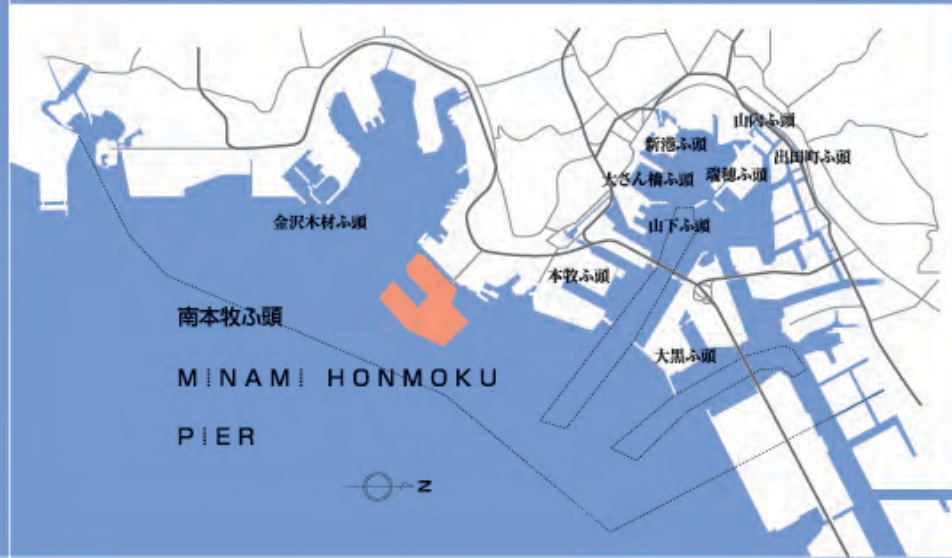 山内ふ頭
新港ふ頭
出田町ふ頭
大さん橋ふ頭
瑞穂ふ頭
金沢木材ふ頭
山下ふ頭
本牧ふ頭
南本牧ふ頭
大黒ふ頭
MINAMI HONMOKU
PIER
N